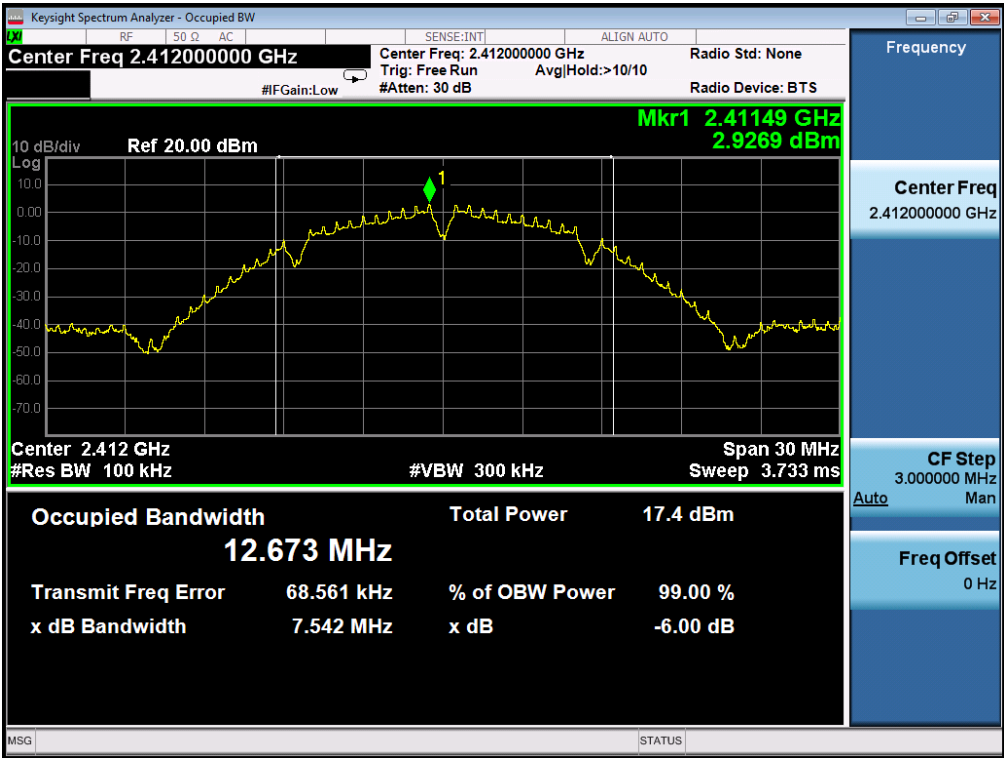 Keysight Spectrum Analyzer - Occupied BW
LXI RF 50 Ω AC SENSE:INT ALIGN AUTO
Center Freq 2.412000000 GHz
#IFGain:Low
Center Freq: 2.412000000 GHz
Trig: Free Run Avg|Hold:>10/10
#Atten: 30 dB
Radio Std: None
Radio Device: BTS
Mkr1 2.41149 GHz
2.9269 dBm
10 dB/div Ref 20.00 dBm
Log
10.0
0.00
-10.0
-20.0
-30.0
-40.0
-50.0
-60.0
-70.0
1
Center 2.412 GHz Span 30 MHz
#Res BW 100 kHz #VBW 300 kHz Sweep 3.733 ms
Occupied Bandwidth Total Power 17.4 dBm
12.673 MHz
Transmit Freq Error 68.561 kHz % of OBW Power 99.00 %
x dB Bandwidth 7.542 MHz x dB -6.00 dB
Frequency
Center Freq
2.412000000 GHz
CF Step
3.000000 MHz
Auto Man
Freq Offset
0 Hz
MSG STATUS